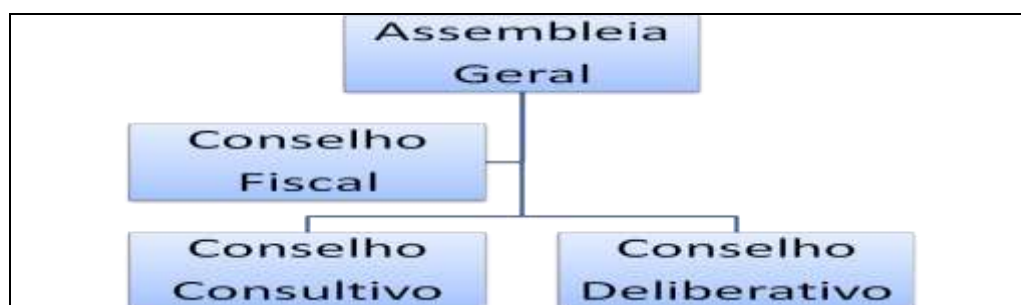 Assembleia
Geral
Conselho
Fiscal
Conselho
Consultivo
Conselho
Deliberativo